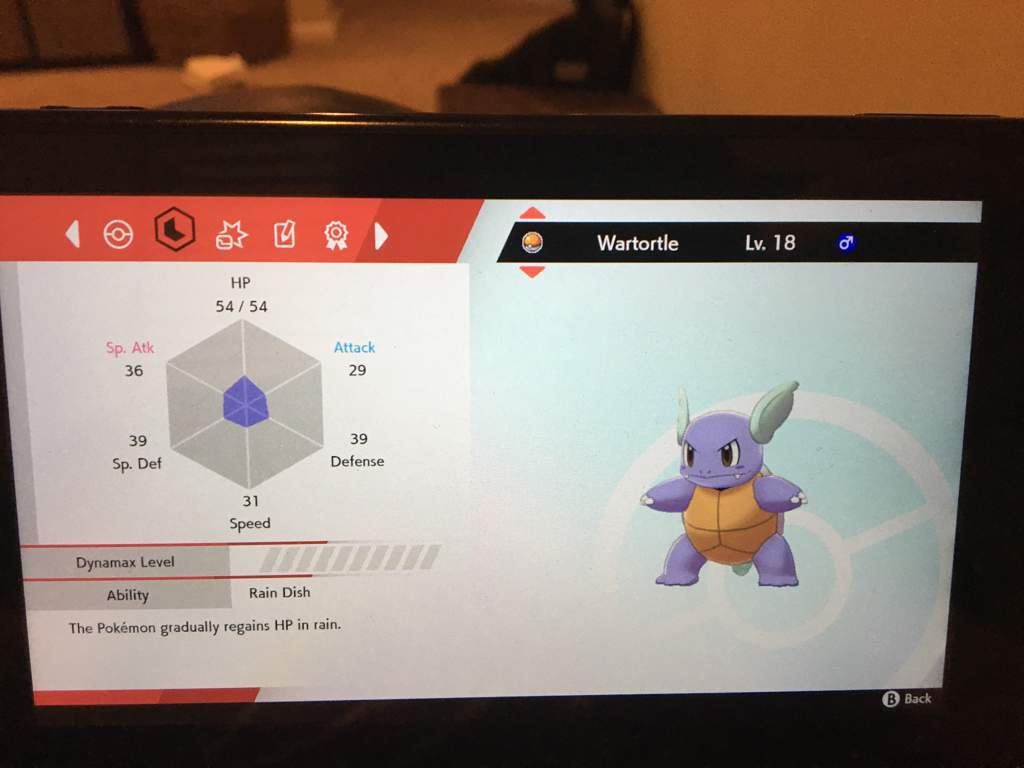 Wartortle Lv. 18 ♂
HP
54 / 54
Sp. Atk
36
Attack
29
39
Sp. Def
39
Defense
31
Speed
Dynamax Level
Ability Rain Dish
The Pokémon gradually regains HP in rain.
B Back